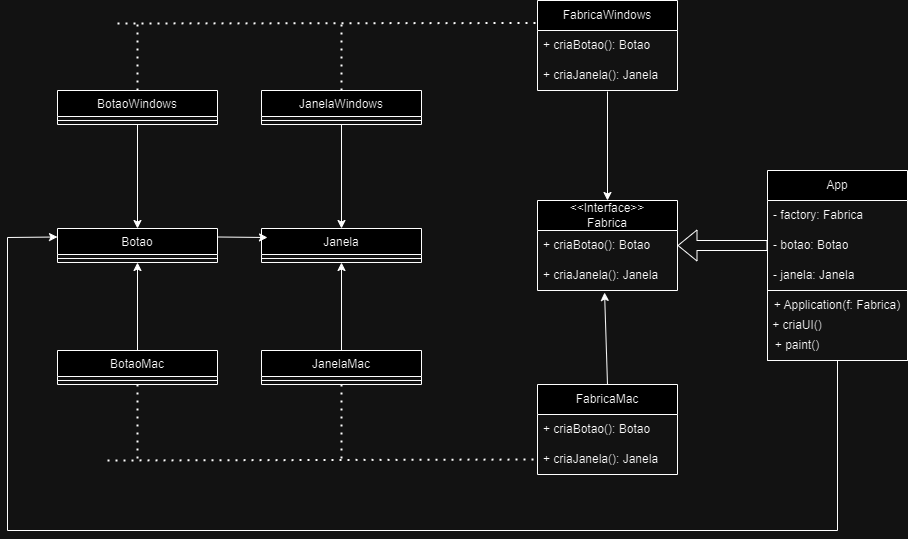 FabricaWindows
+ criaBotao(): Botao
+ criaJanela(): Janela
BotaoWindows
JanelaWindows
App
- factory: Fabrica
- botao: Botao
- janela: Janela
+ Application(f: Fabrica)
+ criaUI()
+ paint()
<<Interface>>
Fabrica
+ criaBotao(): Botao
+ criaJanela(): Janela
Botao
Janela
BotaoMac
JanelaMac
FabricaMac
+ criaBotao(): Botao
+ criaJanela(): Janela